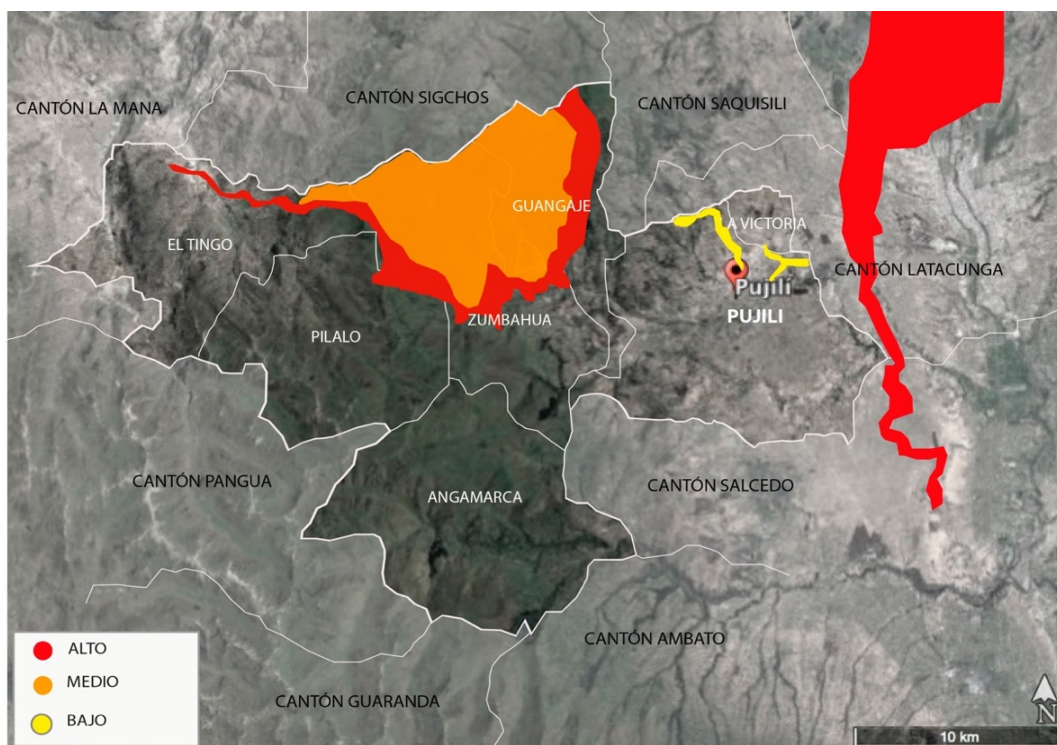 CANTÓN SIGCHOS
CANTÓN SAQUISILI
CANTÓN LA MANA
GUANGAJE
A VICTORIA
EL TINGO
CANTÓN LATACUNGA
Pujilí
PUJILI
ZUMBAHUA
PILALO
CANTÓN PANGUA
CANTÓN SALCEDO
ANGAMARCA
CANTÓN AMBATO
CANTÓN GUARANDA
ALTO
MEDIO
BAJO
N
10 km